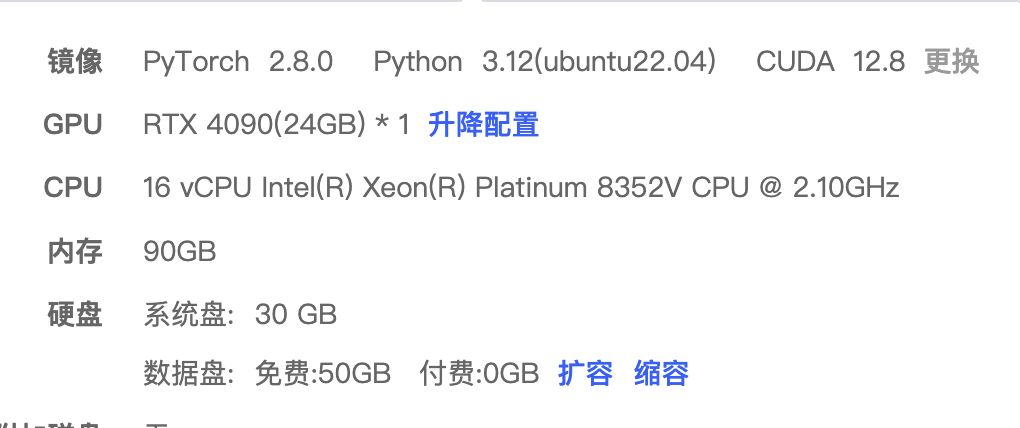 镜像 PyTorch 2.8.0 Python 3.12(ubuntu22.04) CUDA 12.8 更换
GPU RTX 4090(24GB) * 1 升降配置
CPU 16 vCPU Intel(R) Xeon(R) Platinum 8352V CPU @ 2.10GHz
内存 90GB
硬盘 系统盘: 30 GB
数据盘: 免费:50GB 付费:0GB 扩容 缩容